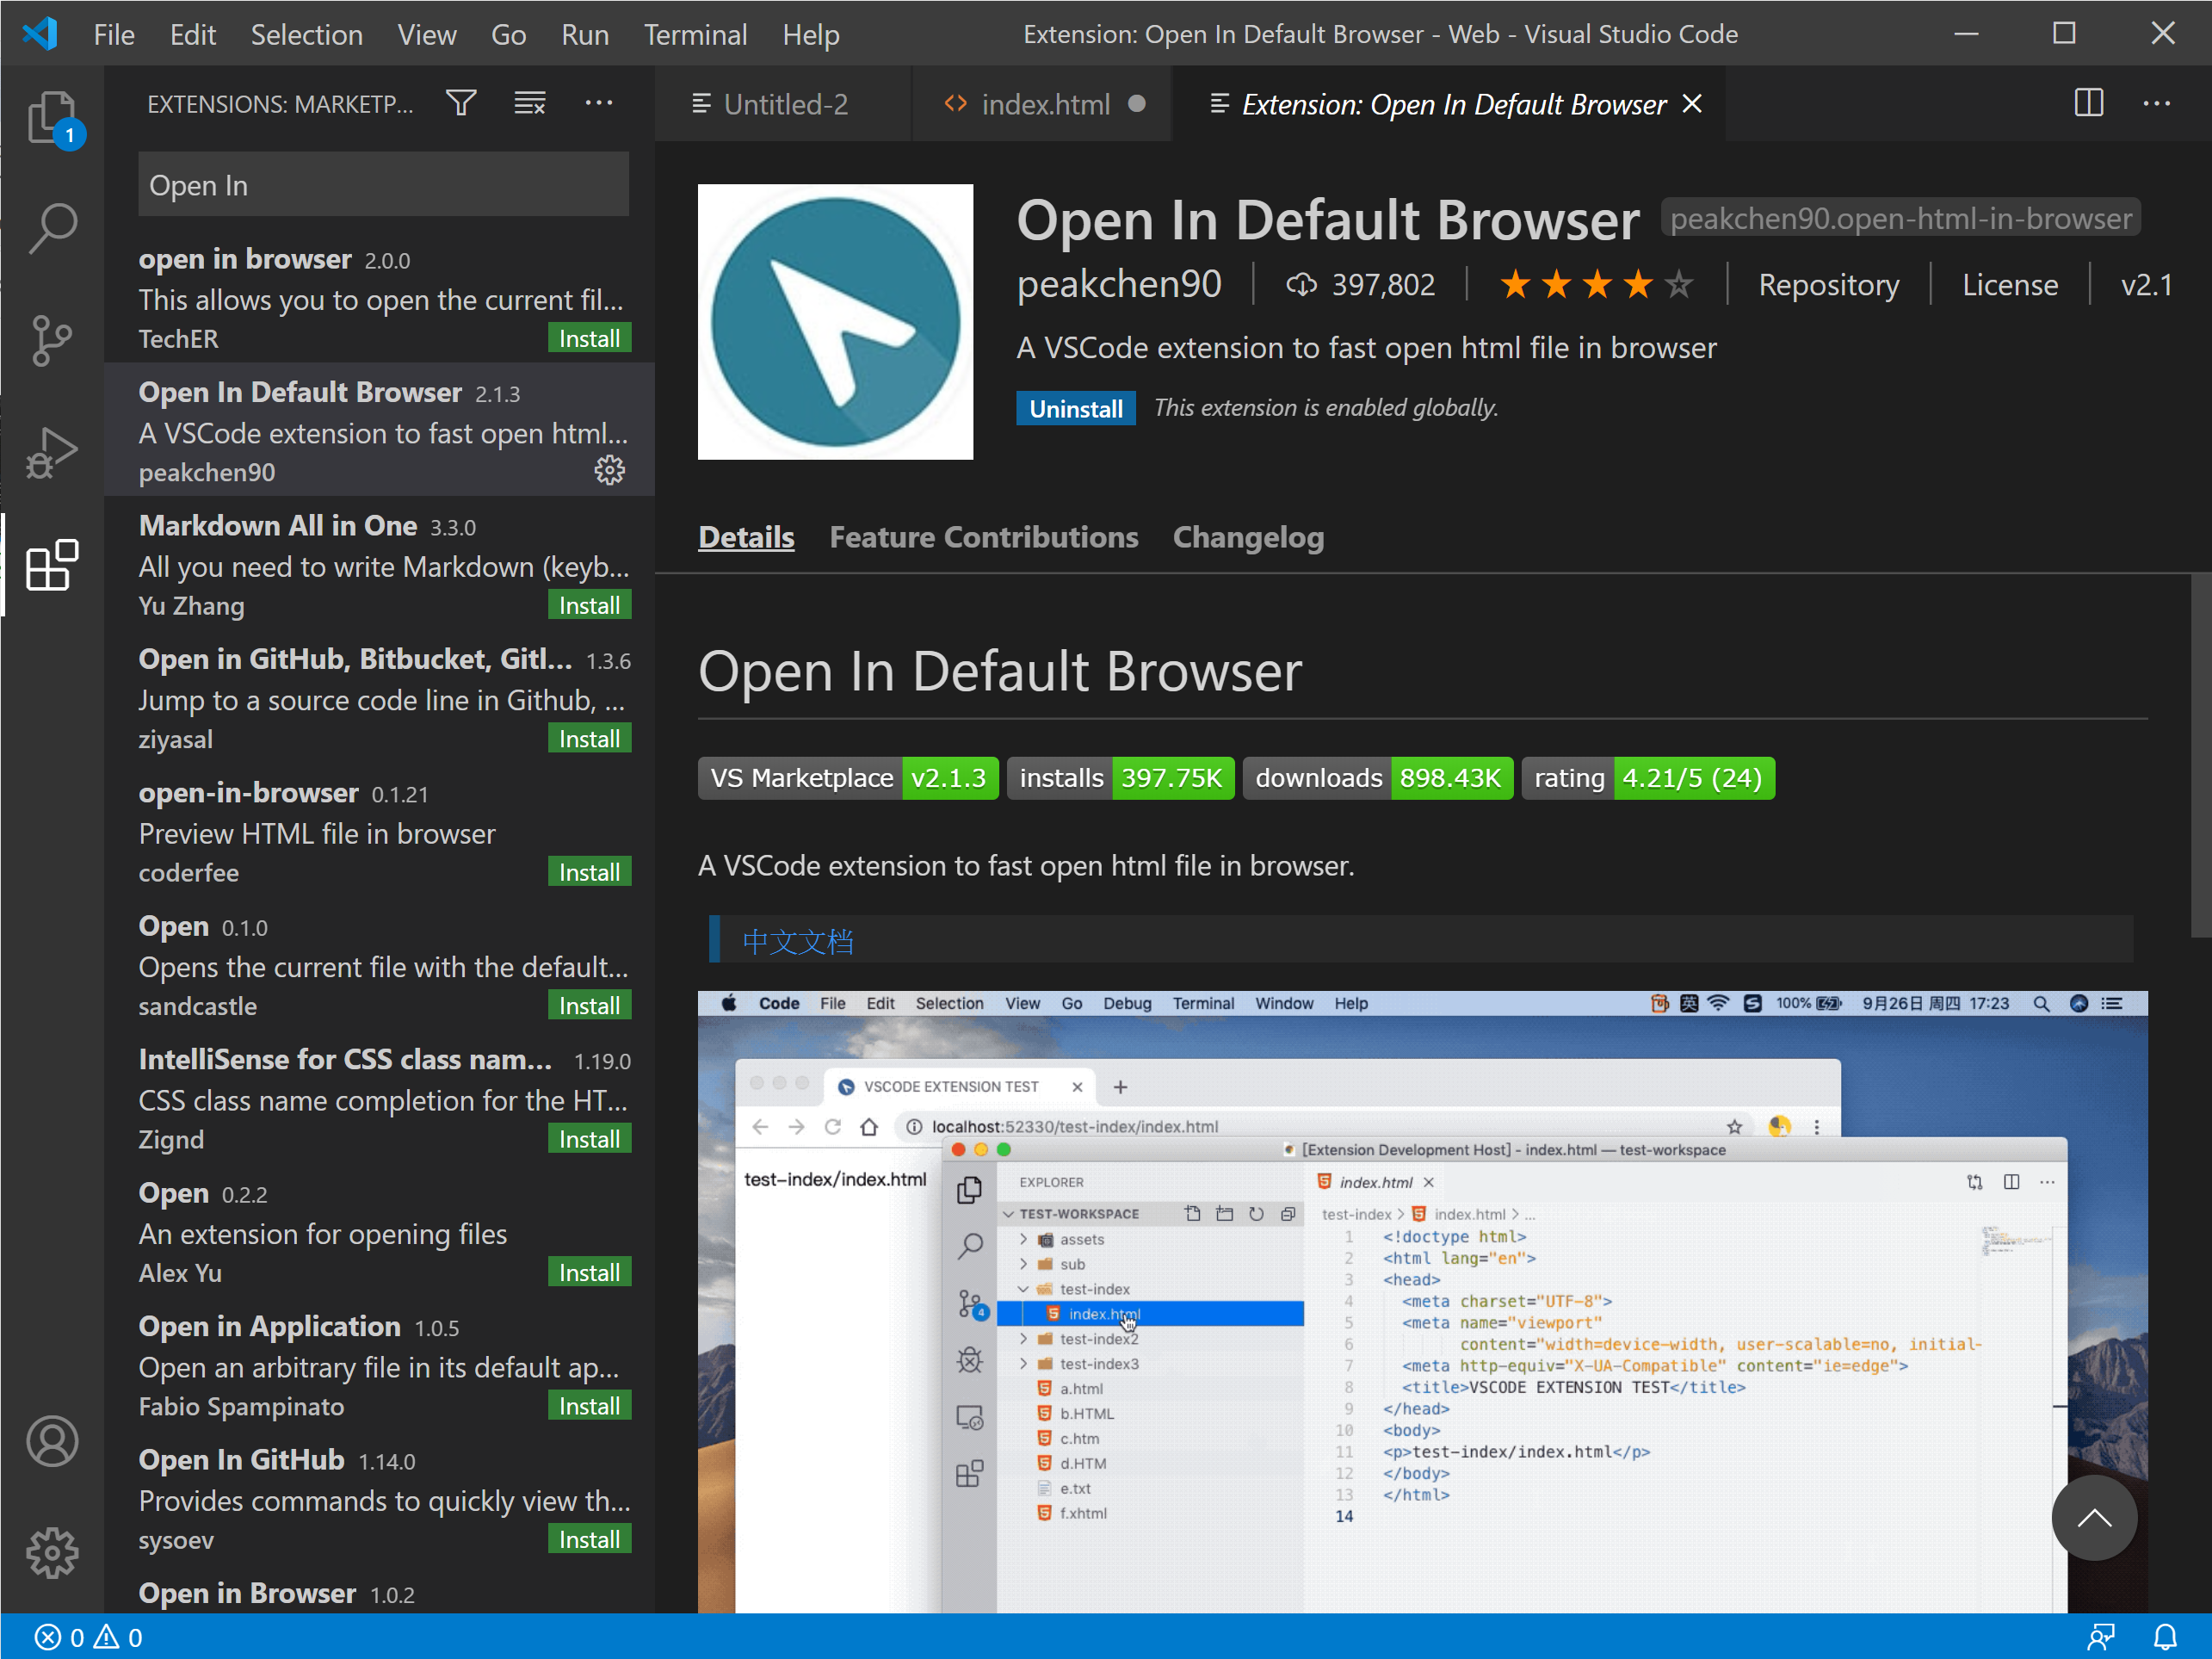 File Edit Selection View Go Run Terminal Help Extension: Open In Default Browser - Web - Visual Studio Code
EXTENSIONS: MARKETP...
Untitled-2 index.html Extension: Open In Default Browser
1
Open In
open in browser 2.0.0
This allows you to open the current fil...
TechER Install
Open In Default Browser 2.1.3
A VSCode extension to fast open html...
peakchen90
Markdown All in One 3.3.0
All you need to write Markdown (keyb...
Yu Zhang Install
Open in GitHub, Bitbucket, Gitl... 1.3.6
Jump to a source code line in Github, ...
ziyasal Install
open-in-browser 0.1.21
Preview HTML file in browser
coderfee Install
Open 0.1.0
Opens the current file with the default...
sandcastle Install
IntelliSense for CSS class nam... 1.19.0
CSS class name completion for the HT...
Zignd Install
Open 0.2.2
An extension for opening files
Alex Yu Install
Open in Application 1.0.5
Open an arbitrary file in its default ap...
Fabio Spampinato Install
Open In GitHub 1.14.0
Provides commands to quickly view th...
sysoev Install
Open in Browser 1.0.2
Open In Default Browser peakchen90.open-html-in-browser
peakchen90 397,802 Repository License v2.1
A VSCode extension to fast open html file in browser
Uninstall This extension is enabled globally.
Details Feature Contributions Changelog
Open In Default Browser
VS Marketplace v2.1.3 installs 397.75K downloads 898.43K rating 4.21/5 (24)
A VSCode extension to fast open html file in browser.
中文文档
Code File Edit Selection View Go Debug Terminal Window Help 英 100% 9月26日 周四 17:23
VSCODE EXTENSION TEST
localhost:52330/test-index/index.html
test-index/index.html
[Extension Development Host] - index.html — test-workspace
EXPLORER
TEST-WORKSPACE
assets
sub
test-index
index.html
test-index2
test-index3
a.html
b.HTML
c.htm
d.HTM
e.txt
f.xhtml
4
index.html
test-index > index.html > ...
1 <!doctype html>
2 <html lang="en">
3 <head>
4 <meta charset="UTF-8">
5 <meta name="viewport"
6 content="width=device-width, user-scalable=no, initial-
7 <meta http-equiv="X-UA-Compatible" content="ie=edge">
8 <title>VSCODE EXTENSION TEST</title>
9 </head>
10 <body>
11 <p>test-index/index.html</p>
12 </body>
13 </html>
14
0 0